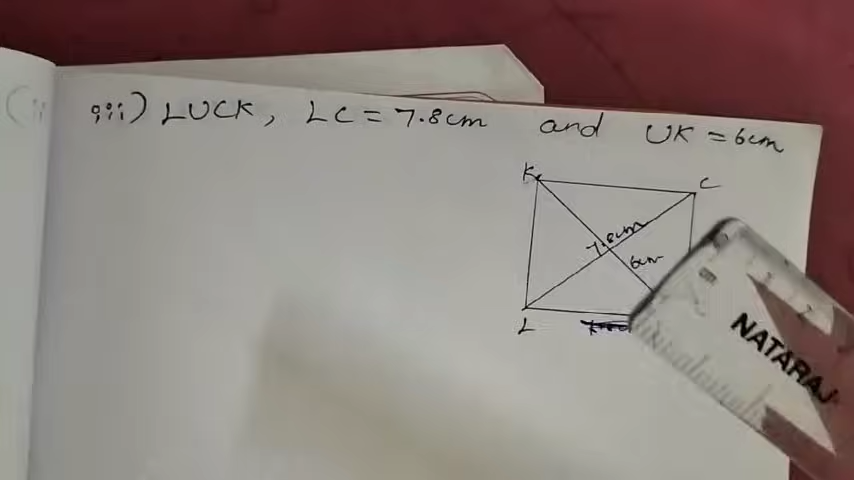 iii) LUCK, LC = 7.8cm and UK = 6cm
K C
7.8cm
6cm
L
NATARAJ